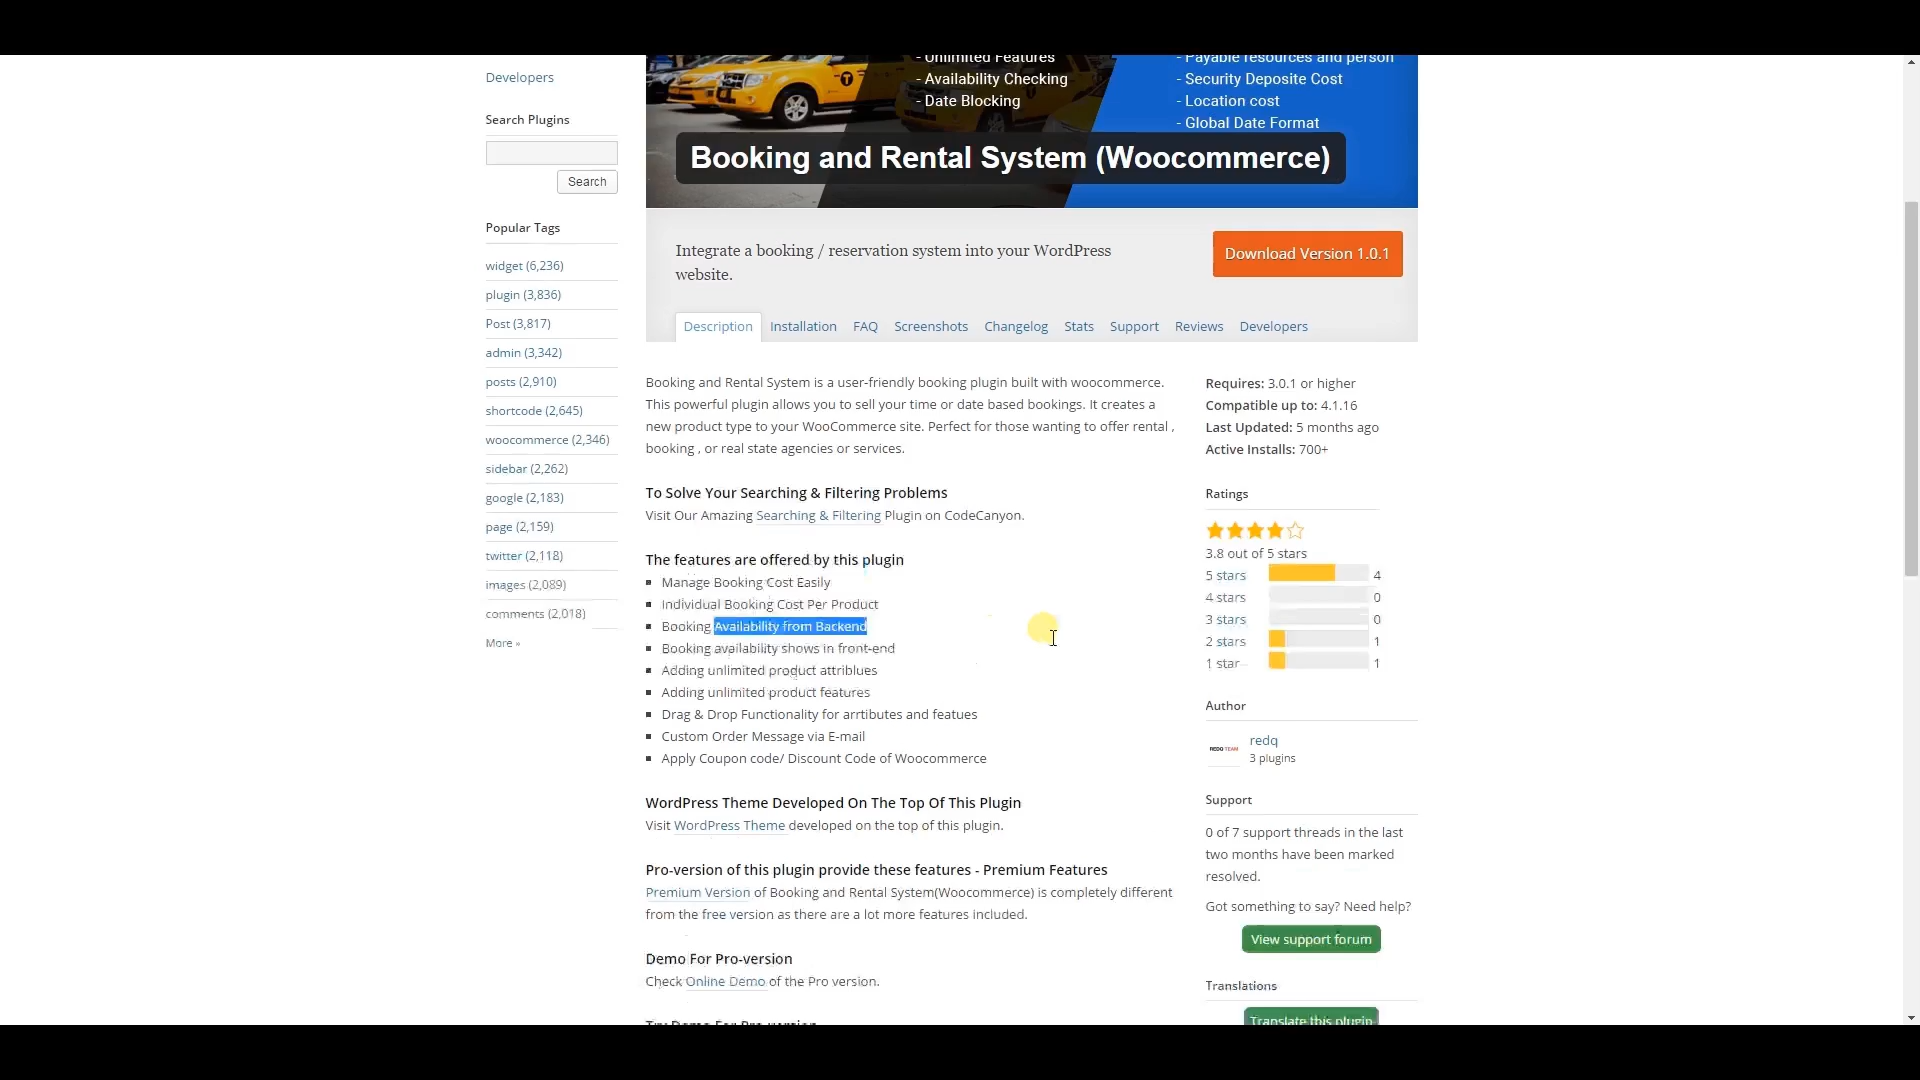 Developers
Search Plugins
Search
Popular Tags
widget (6,236)
plugin (3,836)
Post (3,817)
admin (3,342)
posts (2,910)
shortcode (2,645)
woocommerce (2,346)
sidebar (2,262)
google (2,183)
page (2,159)
twitter (2,118)
images (2,089)
comments (2,018)
More »
- Unlimited Features
- Availability Checking
- Date Blocking
- Payable resources and person
- Security Deposite Cost
- Location cost
- Global Date Format
Booking and Rental System (Woocommerce)
Integrate a booking / reservation system into your WordPress
website.
Download Version 1.0.1
Description Installation FAQ Screenshots Changelog Stats Support Reviews Developers
Booking and Rental System is a user-friendly booking plugin built with woocommerce.
This powerful plugin allows you to sell your time or date based bookings. It creates a
new product type to your WooCommerce site. Perfect for those wanting to offer rental ,
booking , or real state agencies or services.
To Solve Your Searching & Filtering Problems
Visit Our Amazing Searching & Filtering Plugin on CodeCanyon.
The features are offered by this plugin
Manage Booking Cost Easily
Individual Booking Cost Per Product
Booking Availability from Backend
Booking availability shows in front-end
Adding unlimited product attriblues
Adding unlimited product features
Drag & Drop Functionality for arrtibutes and featues
Custom Order Message via E-mail
Apply Coupon code/ Discount Code of Woocommerce
WordPress Theme Developed On The Top Of This Plugin
Visit WordPress Theme developed on the top of this plugin.
Pro-version of this plugin provide these features - Premium Features
Premium Version of Booking and Rental System(Woocommerce) is completely different
from the free version as there are a lot more features included.
Demo For Pro-version
Check Online Demo of the Pro version.
Try Demo For Pro-version
Requires: 3.0.1 or higher
Compatible up to: 4.1.16
Last Updated: 5 months ago
Active Installs: 700+
Ratings
3.8 out of 5 stars
5 stars 4
4 stars 0
3 stars 0
2 stars 1
1 star 1
Author
REDQ TEAM
redq
3 plugins
Support
0 of 7 support threads in the last
two months have been marked
resolved.
Got something to say? Need help?
View support forum
Translations
Translate this plugin